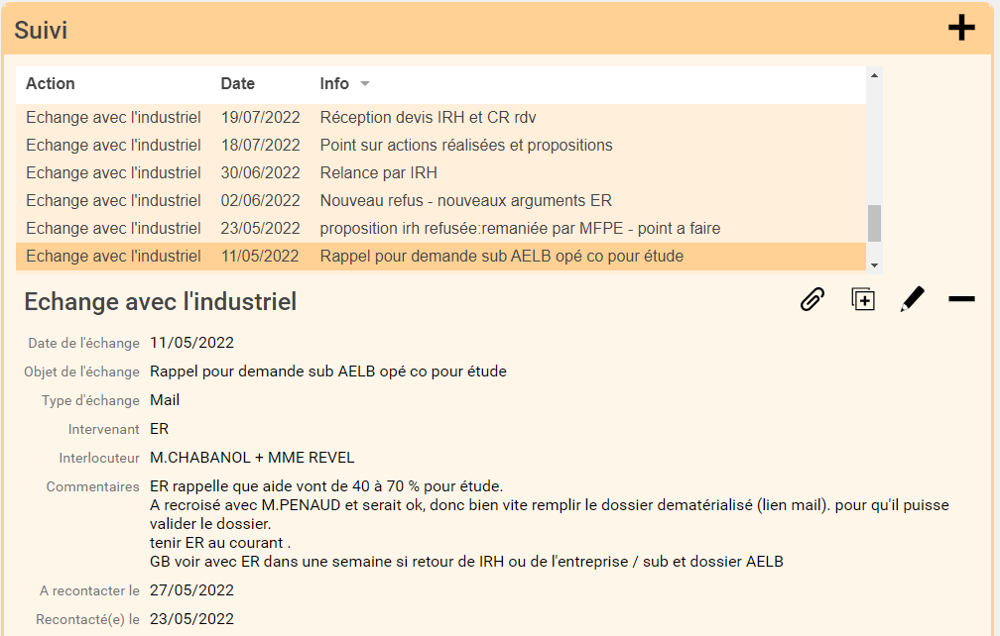 Suivi
Action Date Info
Echange avec l'industriel 19/07/2022 Réception devis IRH et CR rdv
Echange avec l'industriel 18/07/2022 Point sur actions réalisées et propositions
Echange avec l'industriel 30/06/2022 Relance par IRH
Echange avec l'industriel 02/06/2022 Nouveau refus - nouveaux arguments ER
Echange avec l'industriel 23/05/2022 proposition irh refusée:remaniée par MFPE - point a faire
Echange avec l'industriel 11/05/2022 Rappel pour demande sub AELB opé co pour étude
Echange avec l'industriel
Date de l'échange 11/05/2022
Objet de l'échange Rappel pour demande sub AELB opé co pour étude
Type d'échange Mail
Intervenant ER
Interlocuteur M.CHABANOL + MME REVEL
Commentaires ER rappelle que aide vont de 40 à 70 % pour étude.
A recroisé avec M.PENAUD et serait ok, donc bien vite remplir le dossier dematérialisé (lien mail). pour qu'il puisse
valider le dossier.
tenir ER au courant .
GB voir avec ER dans une semaine si retour de IRH ou de l'entreprise / sub et dossier AELB
A recontacter le 27/05/2022
Recontacté(e) le 23/05/2022